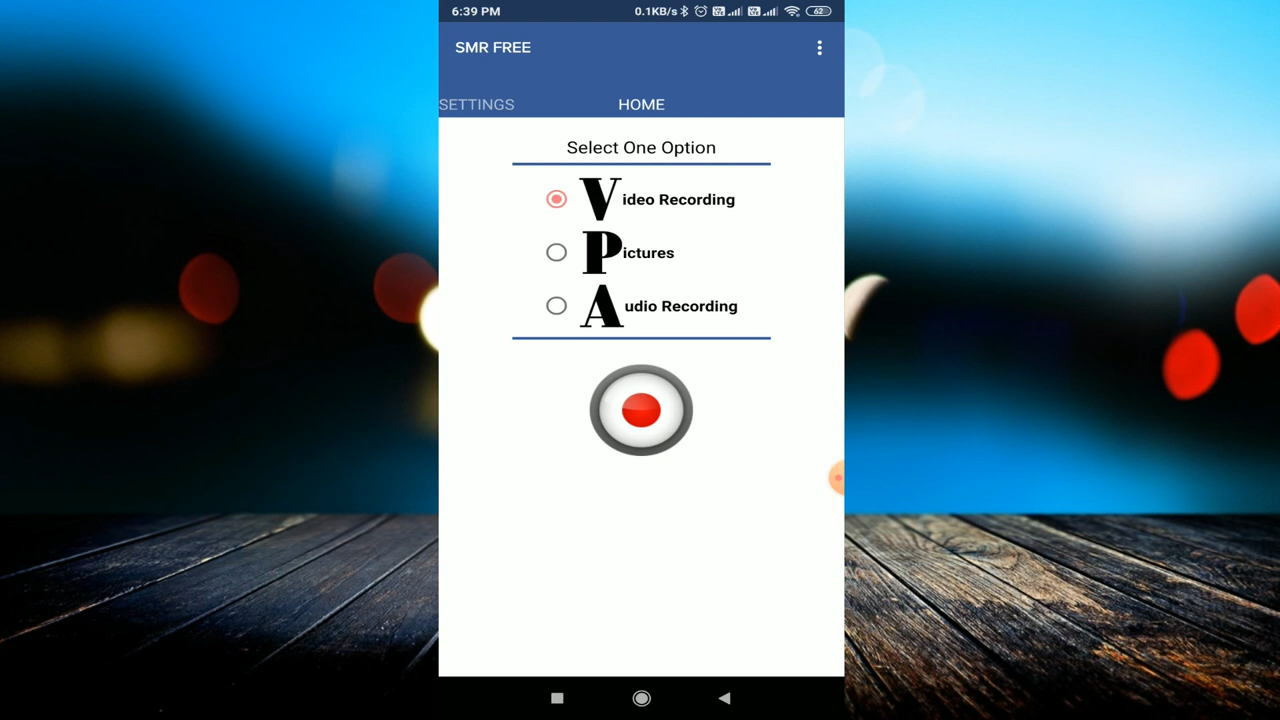 6:39 PM 0.1KB/s 62
SMR FREE
SETTINGS HOME
Select One Option
Video Recording
Pictures
Audio Recording